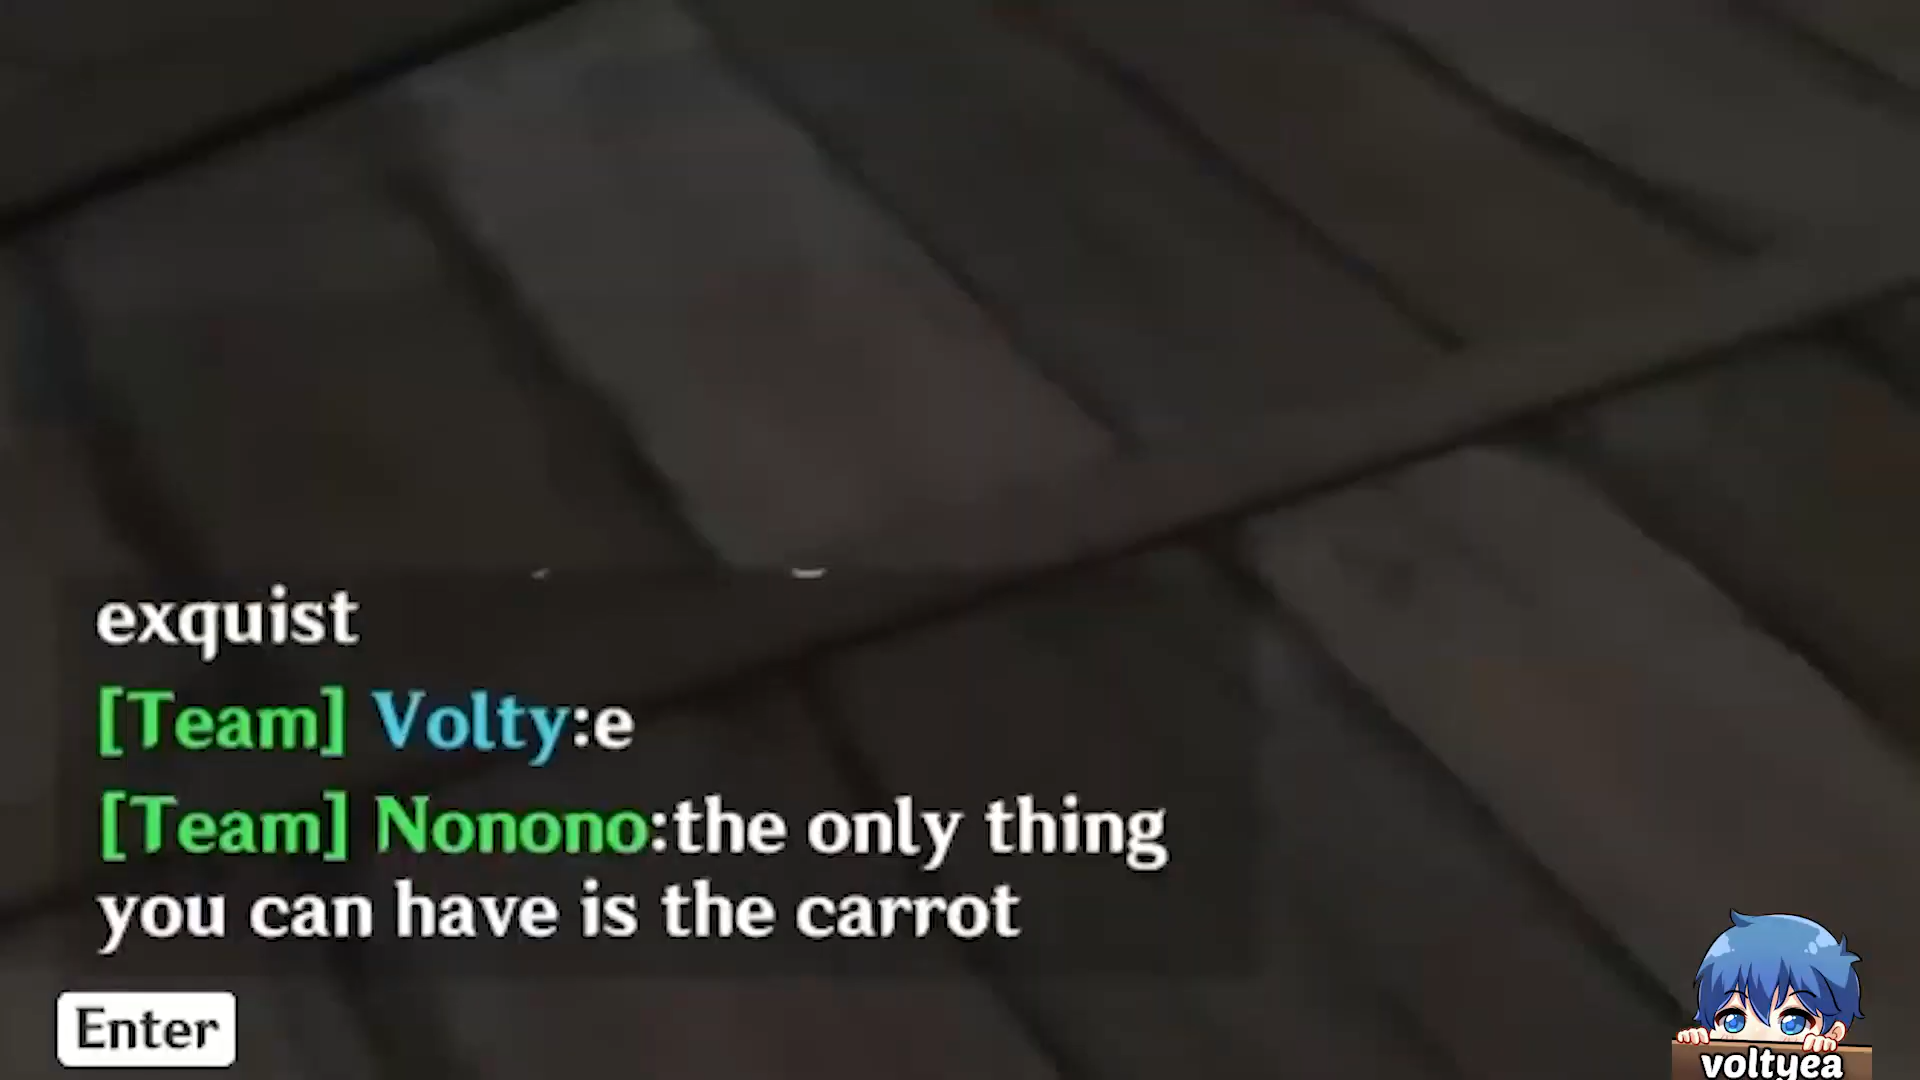 exquist
[Team] Volty:e
[Team] Nonono:the only thing
you can have is the carrot
Enter
voltyea